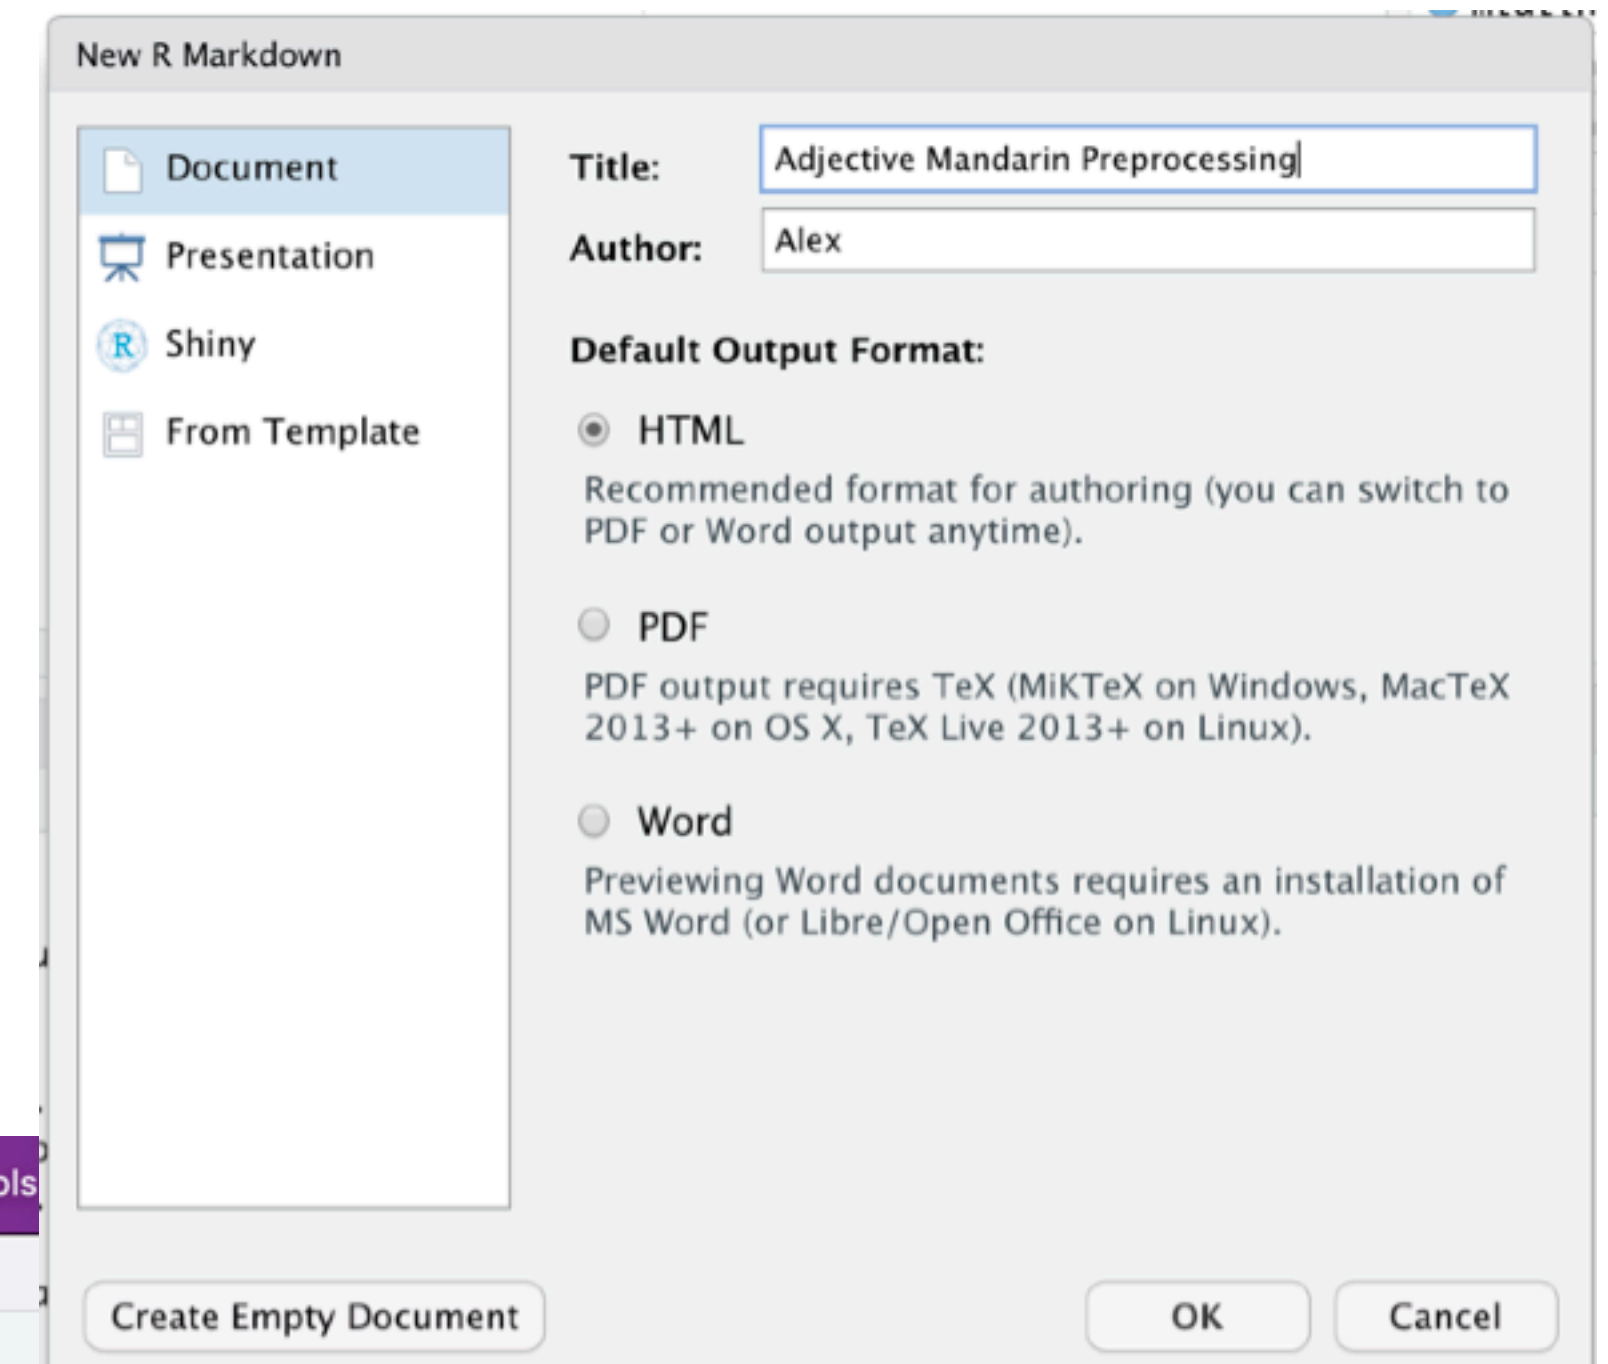 New R Markdown
Document
Presentation
Shiny
From Template
Title:
Adjective Mandarin Preprocessing
Author:
Alex
Default Output Format:
HTML
Recommended format for authoring (you can switch to
PDF or Word output anytime).
PDF
PDF output requires TeX (MiKTeX on Windows, MacTeX
2013+ on OS X, TeX Live 2013+ on Linux).
Word
Previewing Word documents requires an installation of
MS Word (or Libre/Open Office on Linux).
ols
Create Empty Document
OK
Cancel